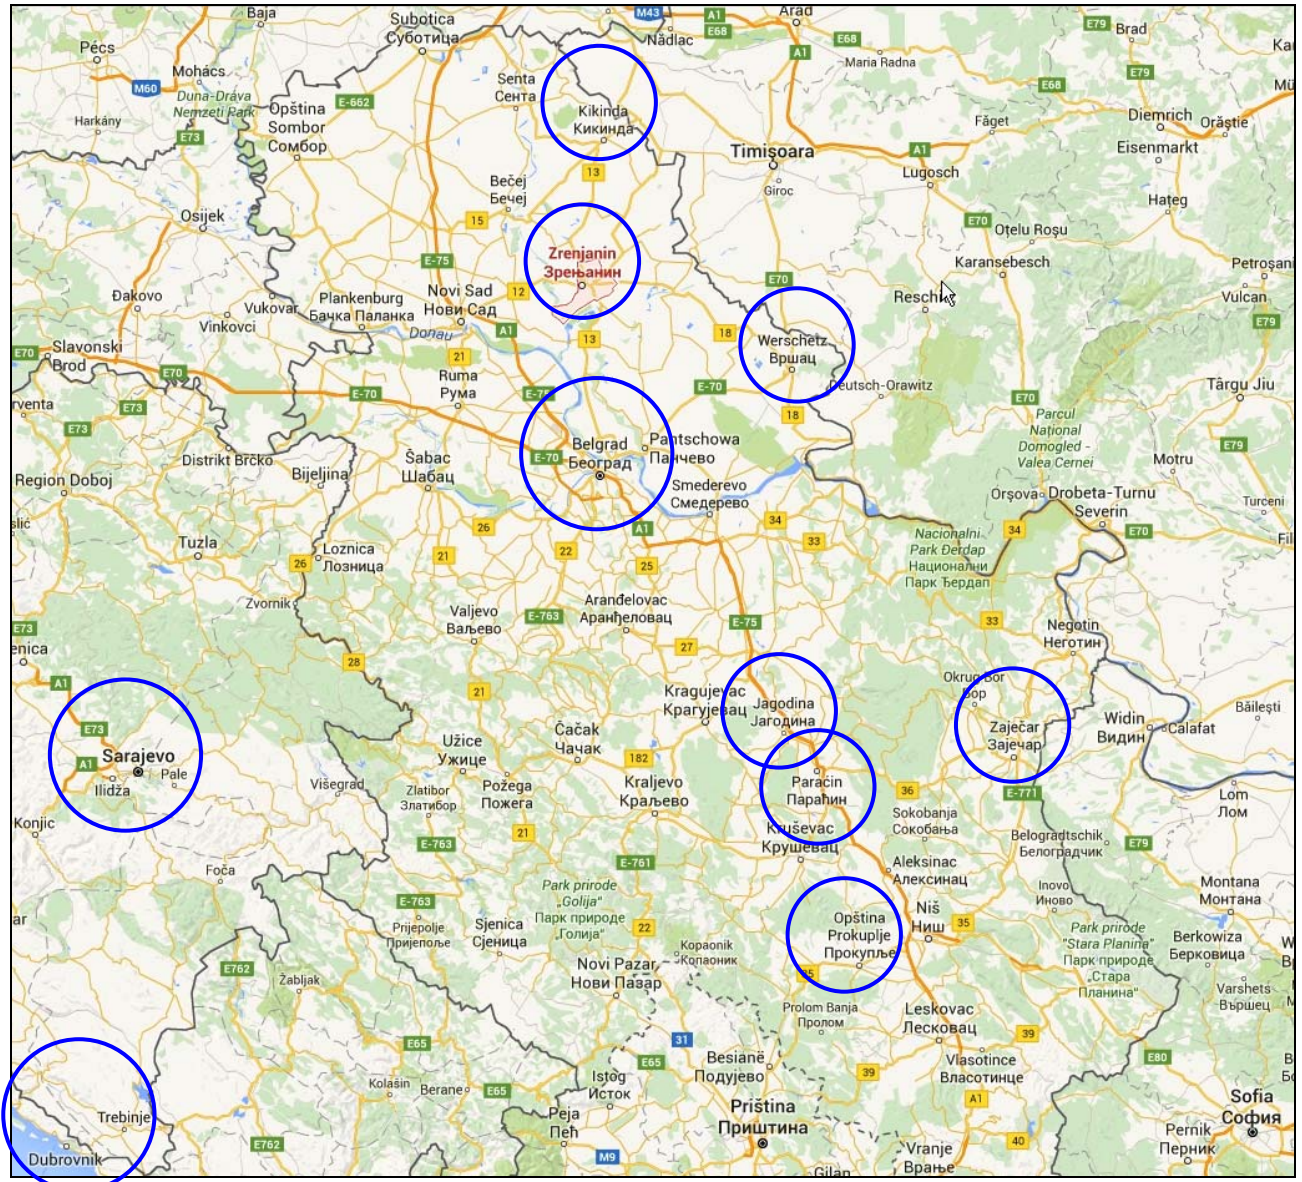 Baja
Subotica
Суботица
M43
A1
E68
Arad
Nădlac
E79
Brad
Pécs
Mohács
M60
Duna-Dráva
Nemzeti Park
Harkány
E73
E-662
Opština
Sombor
Сомбор
Senta
Сента
Kikinda
Кикинда
A1
E68
Maria Radna
E68
E79
Diemrich
Orăștie
Eisenmarkt
Făget
Timișoara
A1
Lugosch
Giroc
13
Bečej
Бечеј
15
Osijek
Hațeg
E70
Oțelu Roșu
Zrenjanin
Зрењанин
E-75
Karansebesch
Petroșani
Đakovo
Vukovar
Vinkovci
Plankenburg
Бачка Паланка
Novi Sad
Нови Сад
12
E70
Vulcan
E79
Donau
A1
13
18
Werschetz
Вршац
E70
Slavonski
Brod
E70
21
Ruma
Рума
E-70
E-70
Deutsch-Orawitz
Târgu Jiu
E73
E73
18
E70
Parcul
Național
Domogled -
Valea Cernei
E79
Motru
Distrikt Brčko
Bijeljina
Šabac
Шабац
E-70
Belgrad
Београд
Pantschowa
Панчево
Smederevo
Смедерево
Region Doboj
Orșova
Drobeta-Turnu
Severin
Turceni
E70
26
A1
34
33
34
Tuzla
26
Loznica
Лозница
21
22
25
Nacionalni
Park Đerdap
Национални
Парк Ђердап
Zvornik
Valjevo
Ваљево
E-763
Aranđelovac
Аранђеловац
E-75
33
Negotin
Неготин
E73
28
27
A1
21
Kragujevac
Крагујевац
Jagodina
Јагодина
Okrug Bor
Бор
Zaječar
Зајечар
Widin
Видин
Calafat
Băilești
E73
Sarajevo
A1
Ilidža
Pale
Višegrad
Užice
Ужице
Čačak
Чачак
182
Požega
Пожега
Zlatibor
Златибор
Kraljevo
Краљево
Paraćin
Параћин
36
E-771
Lom
Лом
Konjic
21
Kruševac
Крушевац
Sokobanja
Сокобања
Belogradtschik
Белоградчик
E79
E-763
E-761
Foča
Aleksinac
Алексинац
Park prirode
"Golija"
Парк природе
„Голија“
E-763
Prijepolje
Пријепоље
Sjenica
Сјеница
22
Opština
Prokuplje
Прокупље
Niš
Ниш
35
Inovo
Иново
Montana
Монтана
Park prirode
"Stara Planina"
Парк природе
"Стара
Планина"
Berkowiza
Берковица
Varshets
Вършец
E762
Žabljak
Novi Pazar
Нови Пазар
Kopaonik
Копаоник
35
Prolom Banja
Пролом
Leskovac
Лесковац
39
E65
31
E65
Besianë
Подујево
39
Vlasotince
Власотинце
E80
Kolašin
Berane
E65
Istog
Исток
A1
Trebinje
Dubrovnik
E762
Peja
Пећ
Priština
Приштина
40
Sofia
София
Pernik
Перник
M9
Gilan
Vranje
Врање